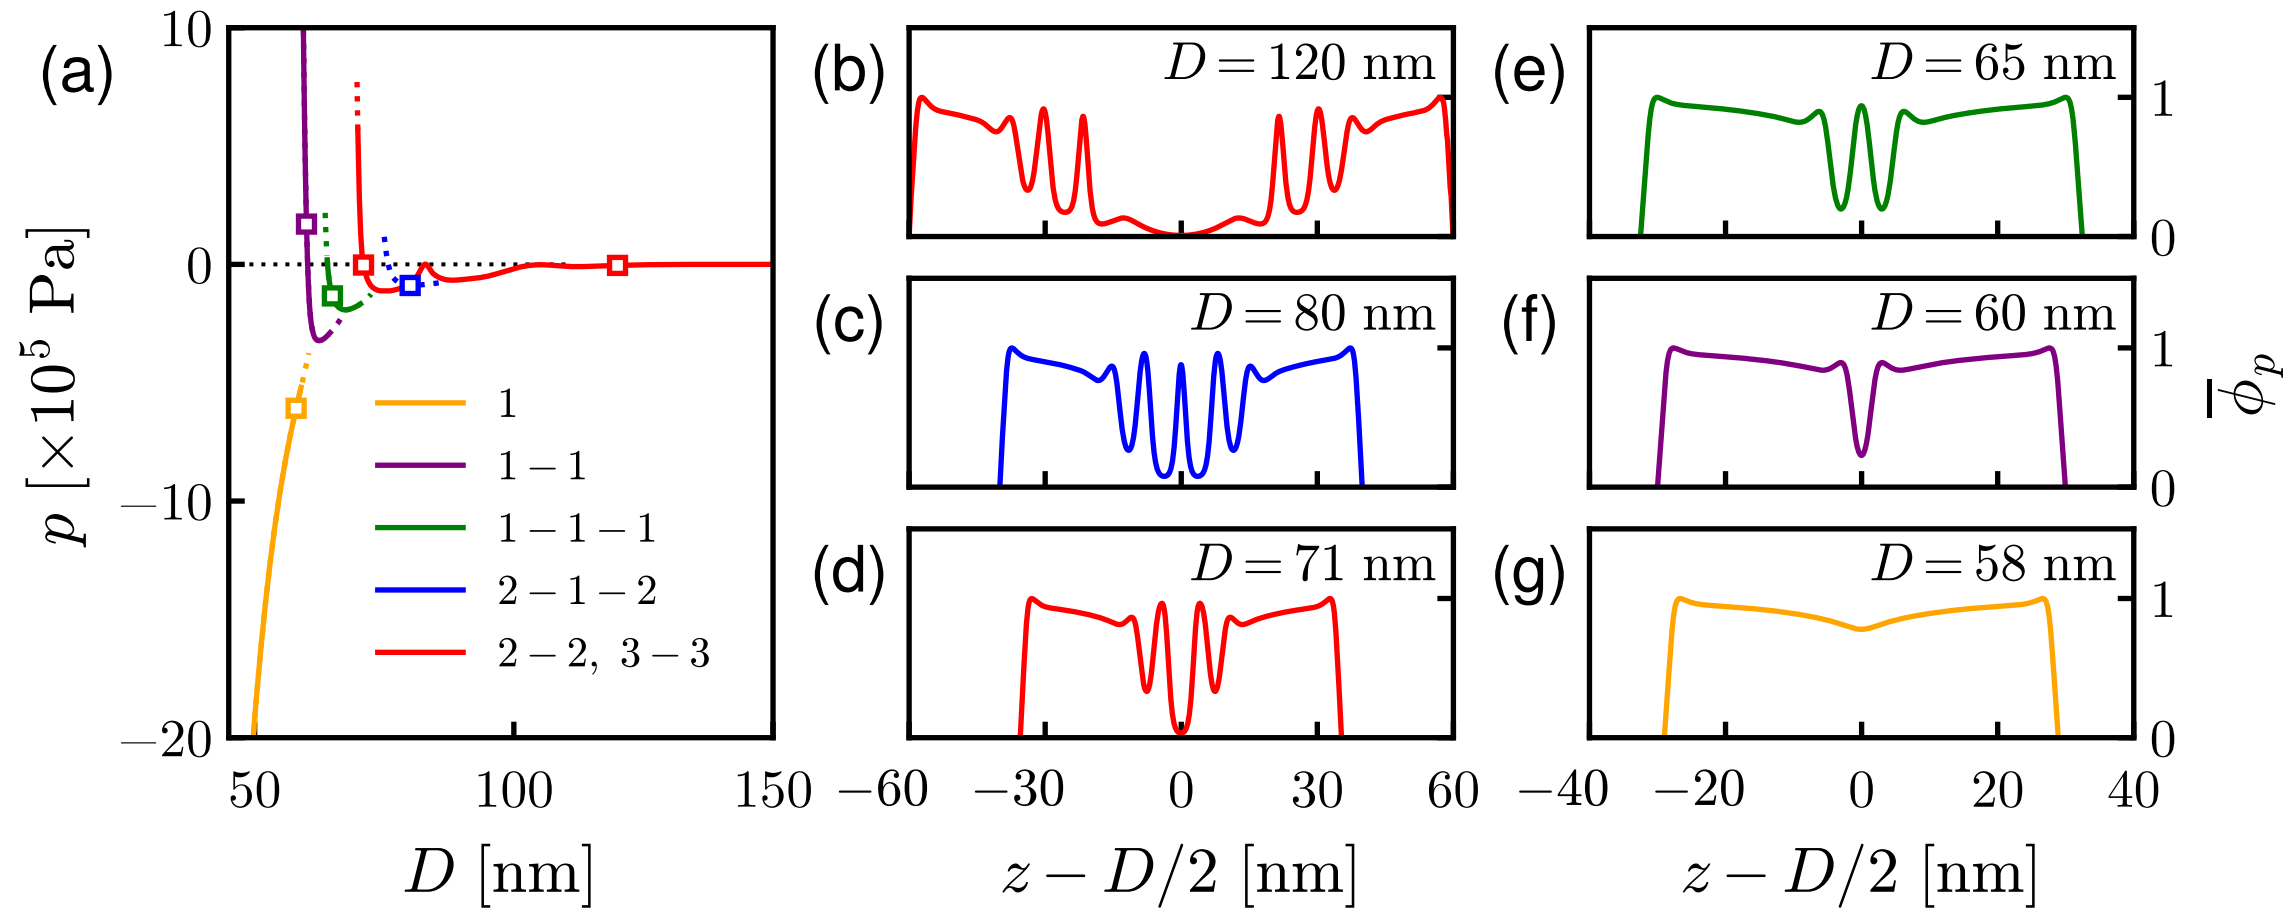 (a)
10
0
−10
−20
50 100 150
p [×10⁵ Pa]
D [nm]
1
1 − 1
1 − 1 − 1
2 − 1 − 2
2 − 2, 3 − 3
(b)
D = 120 nm
(c)
D = 80 nm
(d)
D = 71 nm
−60 −30 0 30 60
z − D/2 [nm]
(e)
D = 65 nm
1
0
(f)
D = 60 nm
1
0
(g)
D = 58 nm
1
0
−40 −20 0 20 40
z − D/2 [nm]
ϕ̅ₚ